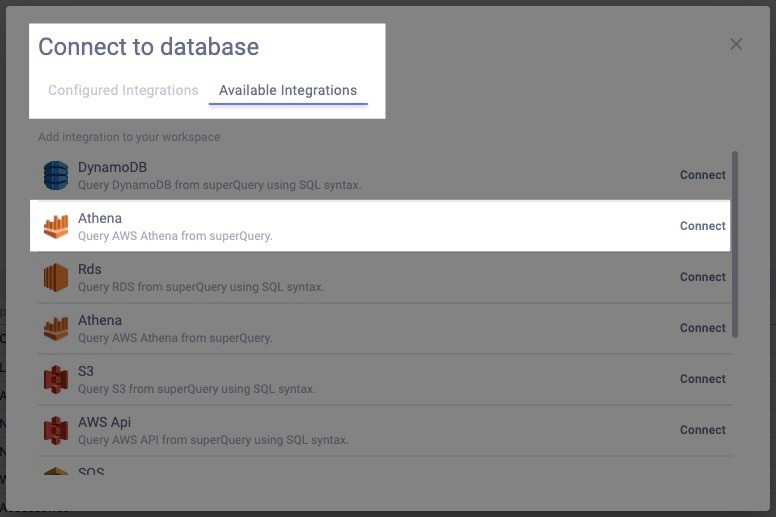 Connect to database
Configured Integrations Available Integrations
Add integration to your workspace
DynamoDB
Query DynamoDB from superQuery using SQL syntax.
Connect
Athena
Query AWS Athena from superQuery.
Connect
Rds
Query RDS from superQuery using SQL syntax.
Connect
Athena
Query AWS Athena from superQuery.
Connect
S3
Query S3 from superQuery using SQL syntax.
Connect
AWS Api
Query AWS API from superQuery using SQL syntax.
Connect
SQS